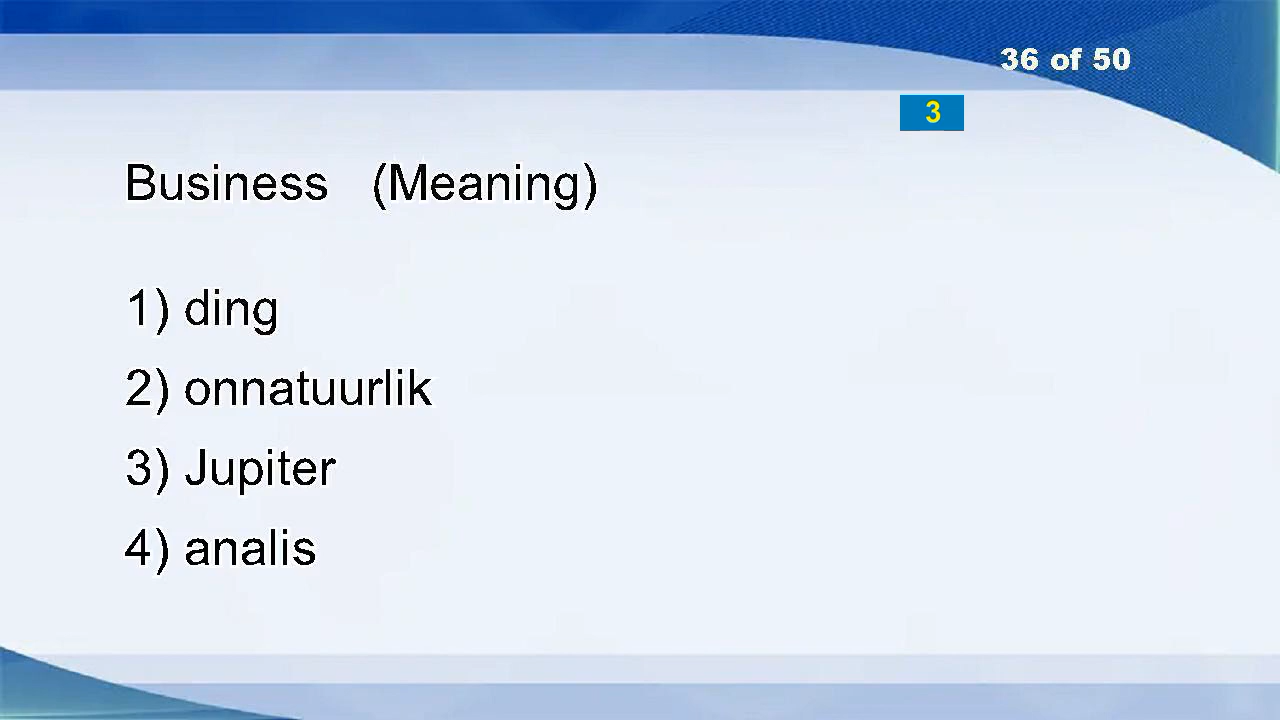 36 of 50
3
Business (Meaning)
1) ding
2) onnatuurlik
3) Jupiter
4) analis